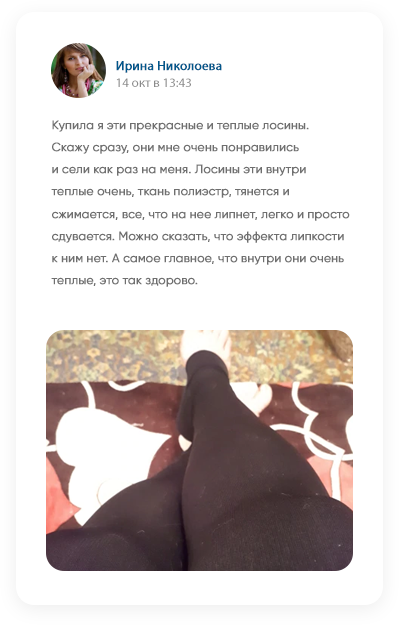 Ирина Николоева
14 окт в 13:43
Купила я эти прекрасные и теплые лосины.
Скажу сразу, они мне очень понравились
и сели как раз на меня. Лосины эти внутри
теплые очень, ткань полиэстр, тянется и
сжимается, все, что на нее липнет, легко и просто
сдувается. Можно сказать, что эффекта липкости
к ним нет. А самое главное, что внутри они очень
теплые, это так здорово.